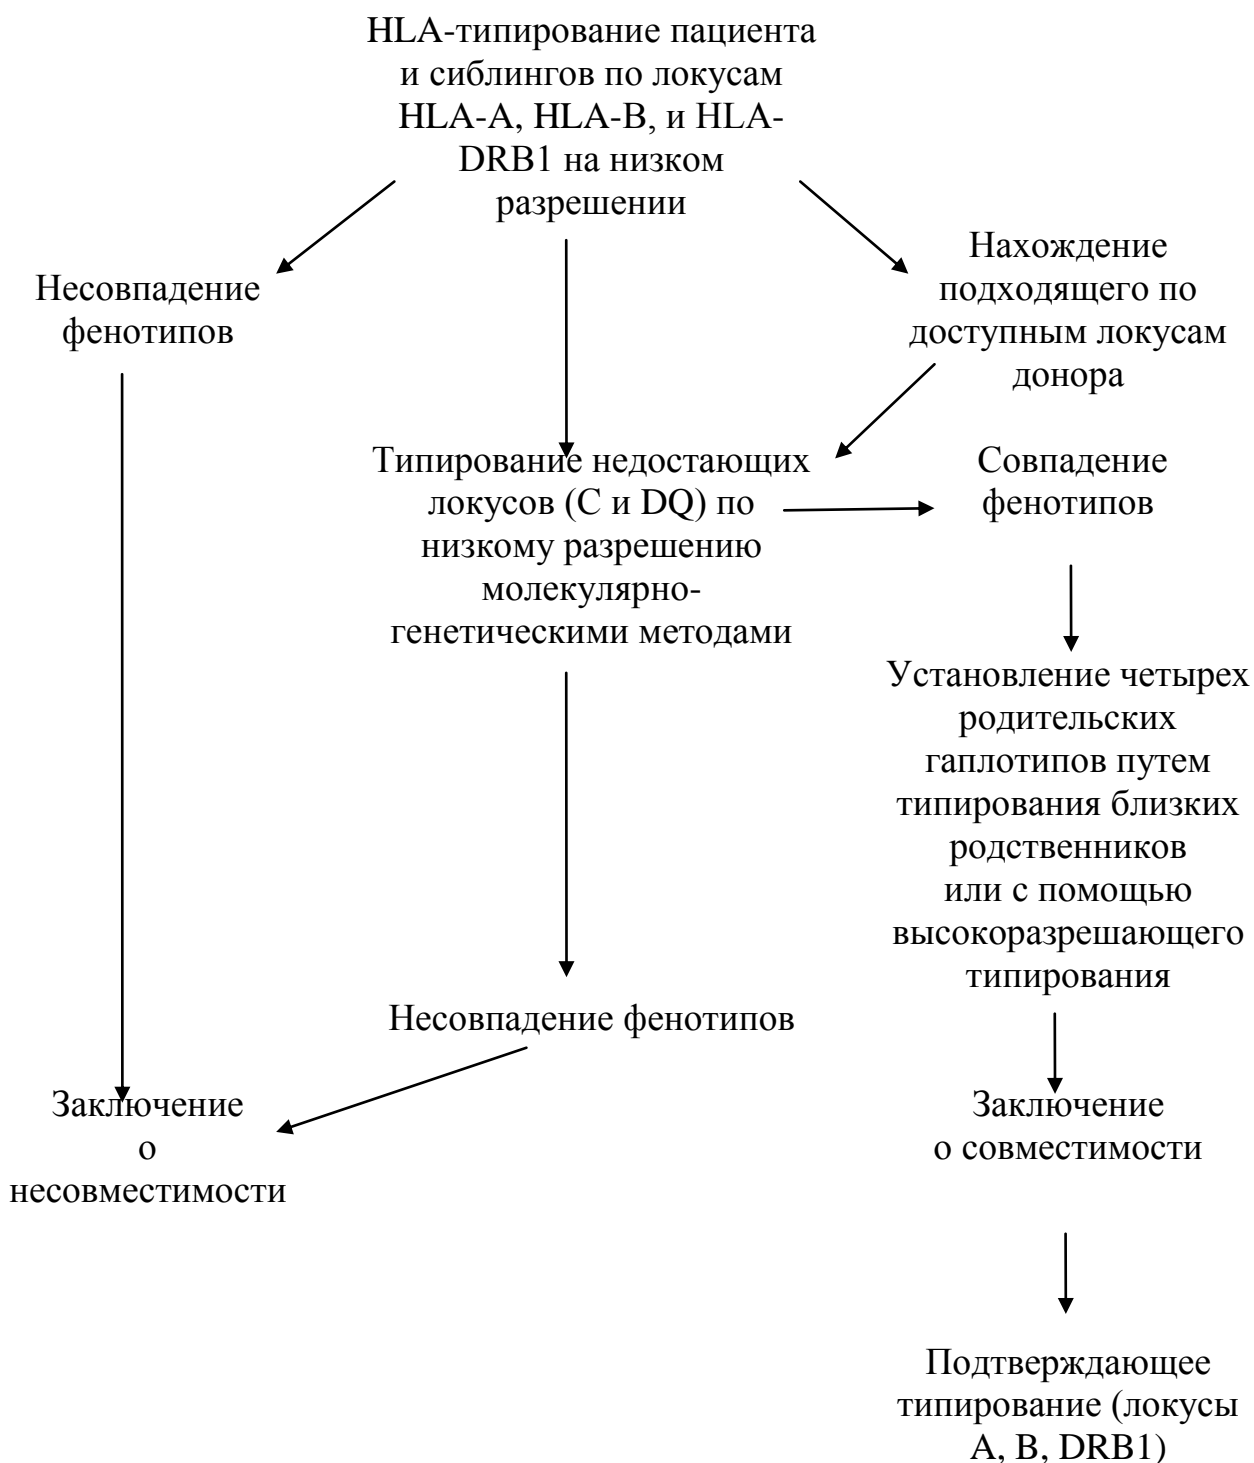 HLA-типирование пациента
и сиблингов по локусам
HLA-A, HLA-B, и HLA-
DRB1 на низком
разрешении
Несовпадение
фенотипов
Нахождение
подходящего по
доступным локусам
донора
Типирование недостающих
локусов (C и DQ) по
низкому разрешению
молекулярно-
генетическими методами
Совпадение
фенотипов
Установление четырех
родительских
гаплотипов путем
типирования близких
родственников
или с помощью
высокоразрешающего
типирования
Несовпадение фенотипов
Заключение
о
несовместимости
Заключение
о совместимости
Подтверждающее
типирование (локусы
A, B, DRB1)